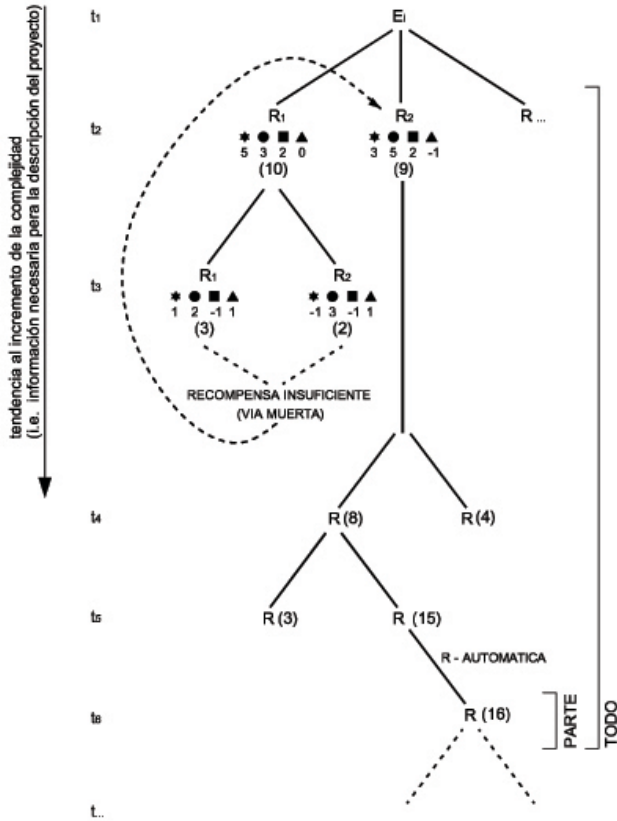 tendencia al incremento de la complejidad
(i.e. información necesaria pera la descripción del proyecto)
t1 Ei
t2 R1 R2 R ...
5 3 2 0 3 5 2 -1
(10) (9)
t3 R1 R2
1 2 -1 1 -1 3 -1 1
(3) (2)
RECOMPENSA INSUFICIENTE
(VIA MUERTA)
t4 R (8) R (4)
t5 R (3) R (15)
R - AUTOMATICA
t6 R (16)
PARTE
TODO
t...